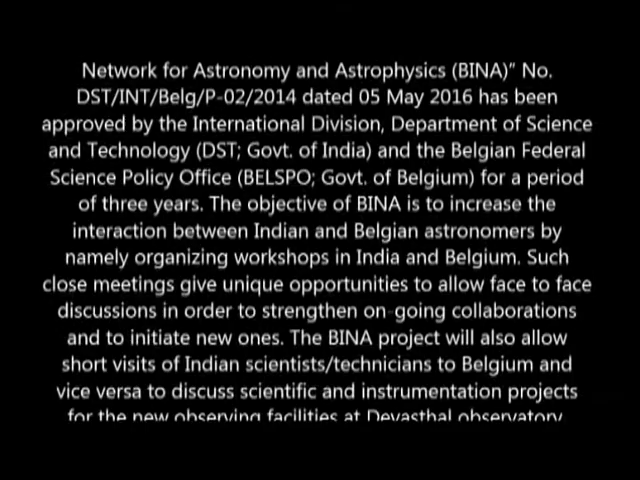 Network for Astronomy and Astrophysics (BINA)” No.
DST/INT/Belg/P-02/2014 dated 05 May 2016 has been
approved by the International Division, Department of Science
and Technology (DST; Govt. of India) and the Belgian Federal
Science Policy Office (BELSPO; Govt. of Belgium) for a period
of three years. The objective of BINA is to increase the
interaction between Indian and Belgian astronomers by
namely organizing workshops in India and Belgium. Such
close meetings give unique opportunities to allow face to face
discussions in order to strengthen on-going collaborations
and to initiate new ones. The BINA project will also allow
short visits of Indian scientists/technicians to Belgium and
vice versa to discuss scientific and instrumentation projects
for the new observing facilities at Devasthal observatory